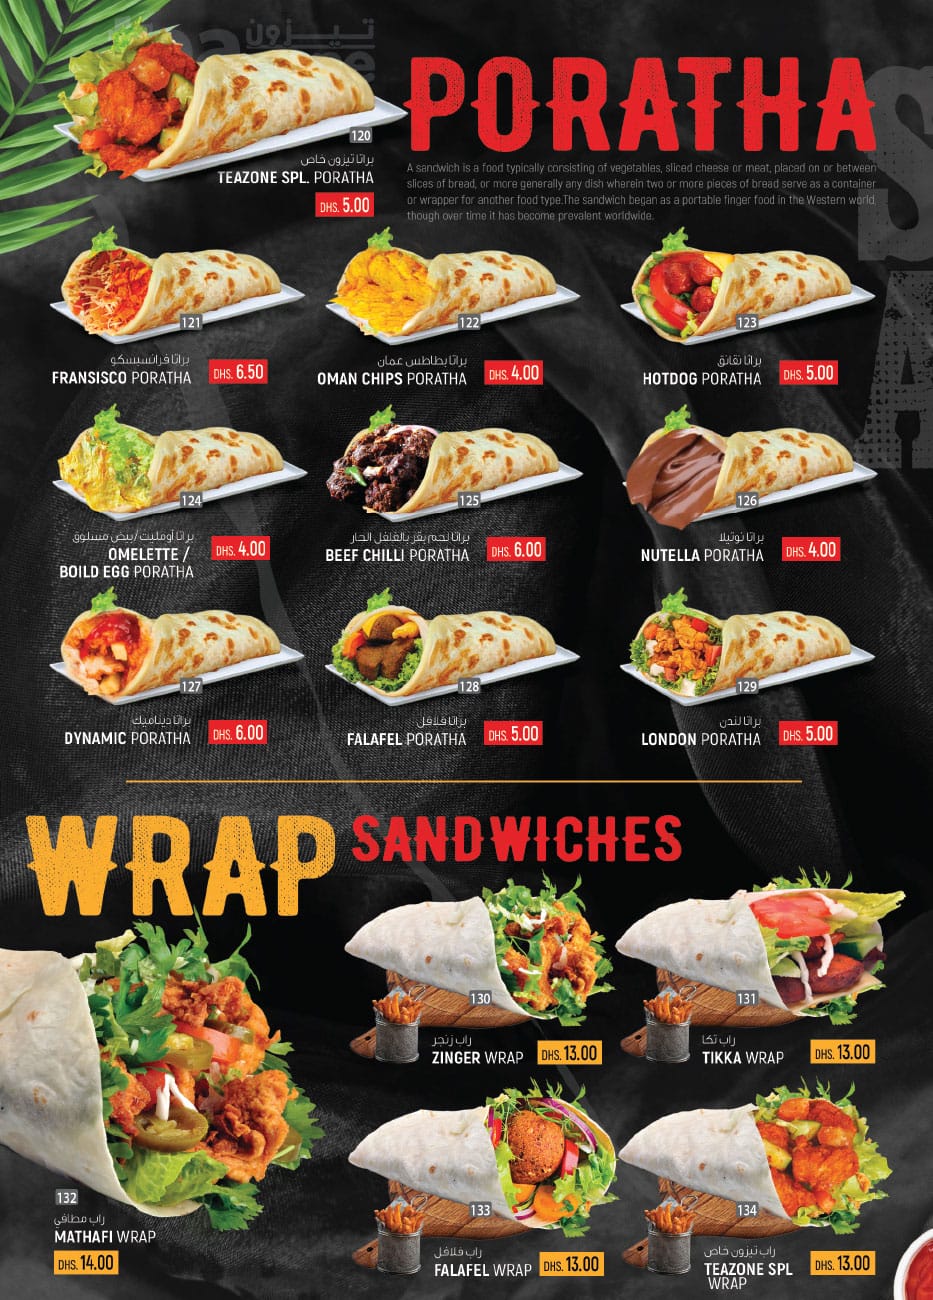 تيزون
PORATHA
A sandwich is a food typically consisting of vegetables, sliced cheese or meat, placed on or between
slices of bread, or more generally any dish wherein two or more pieces of bread serve as a container
or wrapper for another food type.The sandwich began as a portable finger food in the Western world,
though over time it has become prevalent worldwide.
120
براتا تيزون خاص
TEAZONE SPL. PORATHA
DHS. 5.00
121
براتا فرانسيسكو
FRANSISCO PORATHA
DHS. 6.50
122
براتا بطاطس عمان
OMAN CHIPS PORATHA
DHS. 4.00
123
براتا نقانق
HOTDOG PORATHA
DHS. 5.00
124
براتا أومليت/بيض مسلوق
OMELETTE /
BOILD EGG PORATHA
DHS. 4.00
125
براتا لحم بقر بالفلفل الحار
BEEF CHILLI PORATHA
DHS. 6.00
126
براتا نوتيلا
NUTELLA PORATHA
DHS. 4.00
127
براتا ديناميك
DYNAMIC PORATHA
DHS. 6.00
128
براتا فلافل
FALAFEL PORATHA
DHS. 5.00
129
براتا لندن
LONDON PORATHA
DHS. 5.00
WRAP SANDWICHES
130
راب زنجر
ZINGER WRAP
DHS. 13.00
131
راب تكا
TIKKA WRAP
DHS. 13.00
132
راب مطافي
MATHAFI WRAP
DHS. 14.00
133
راب فلافل
FALAFEL WRAP
DHS. 13.00
134
راب تيزون خاص
TEAZONE SPL
WRAP
DHS. 13.00